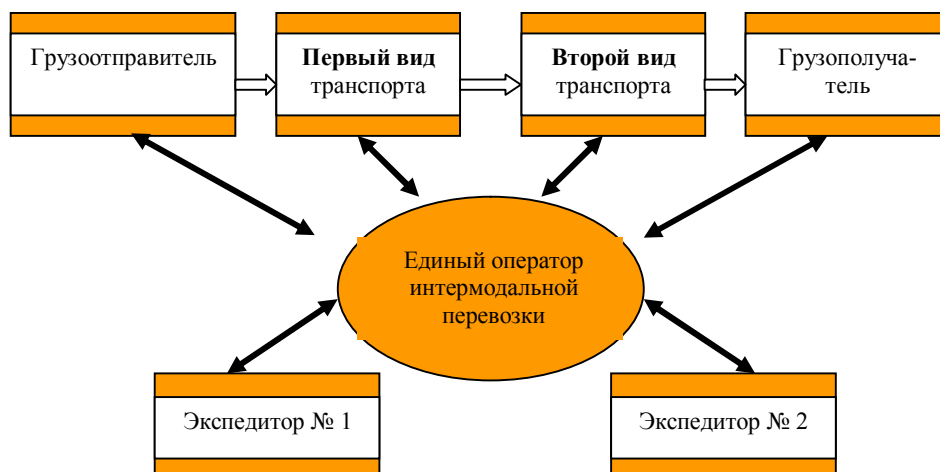 Грузоотправитель
Первый вид
транспорта
Второй вид
транспорта
Грузополуча-
тель
Единый оператор
интермодальной
перевозки
Экспедитор № 1
Экспедитор № 2